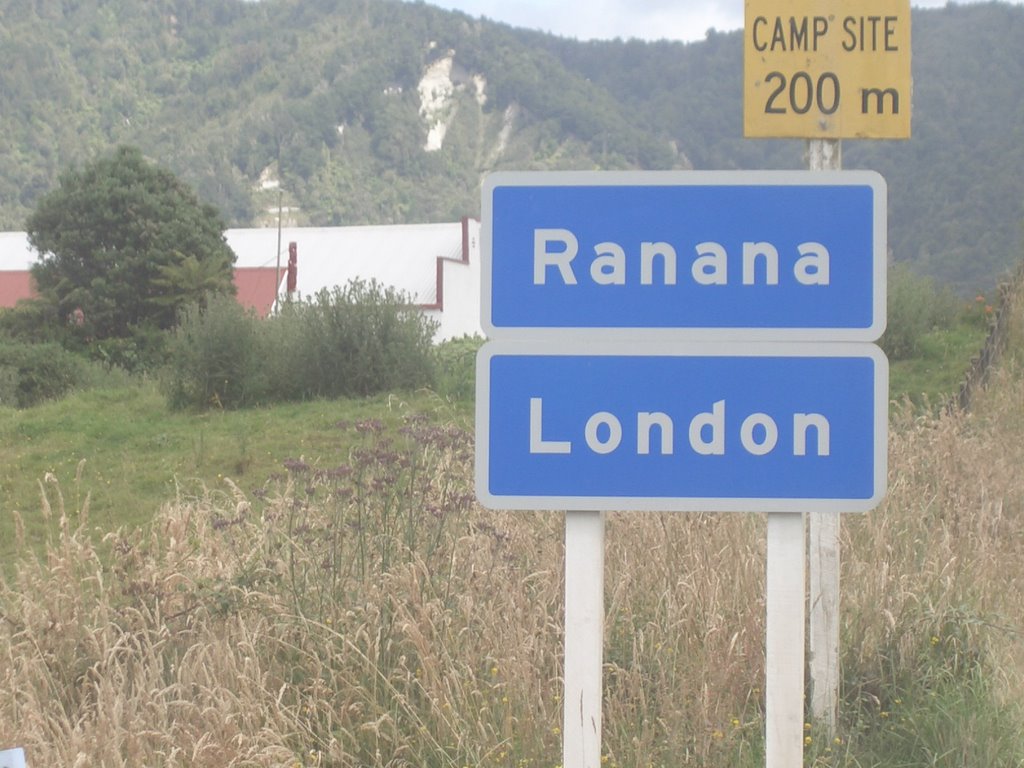 CAMP SITE
200 m
Ranana
London